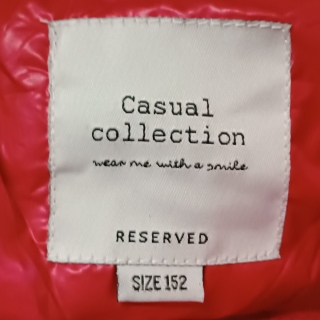 Casual
collection
wear me with a smile
RESERVED
SIZE 152